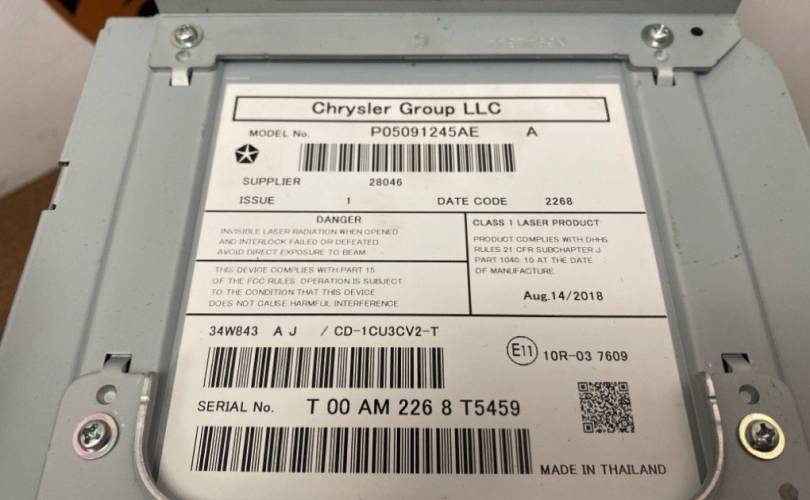 Chrysler Group LLC
MODEL No. P05091245AE A
SUPPLIER 28046
ISSUE 1 DATE CODE 2268
DANGER
INVISIBLE LASER RADIATION WHEN OPENED
AND INTERLOCK FAILED OR DEFEATED
AVOID DIRECT EXPOSURE TO BEAM
CLASS 1 LASER PRODUCT
PRODUCT COMPLIES WITH DHHS
RULES 21 CFR SUBCHAPTER J
PART 1040. 10 AT THE DATE
OF MANUFACTURE
Aug.14/2018
THIS DEVICE COMPLIES WITH PART 15
OF THE FCC RULES. OPERATION IS SUBJECT
TO THE CONDITION THAT THIS DEVICE
DOES NOT CAUSE HARMFUL INTERFERENCE
34W843 A J / CD-1CU3CV2-T
E11 10R-03 7609
SERIAL No. T 00 AM 226 8 T5459
MADE IN THAILAND